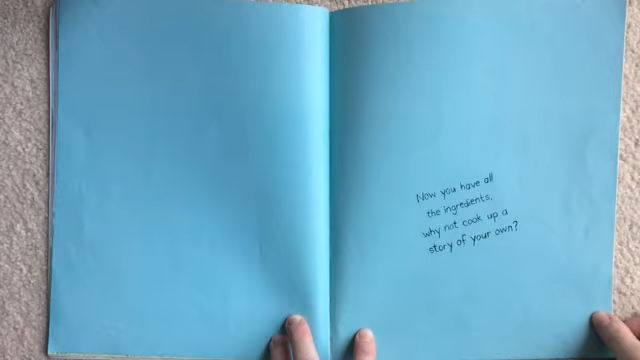 Now you have all
the ingredients,
why not cook up a
story of your own?